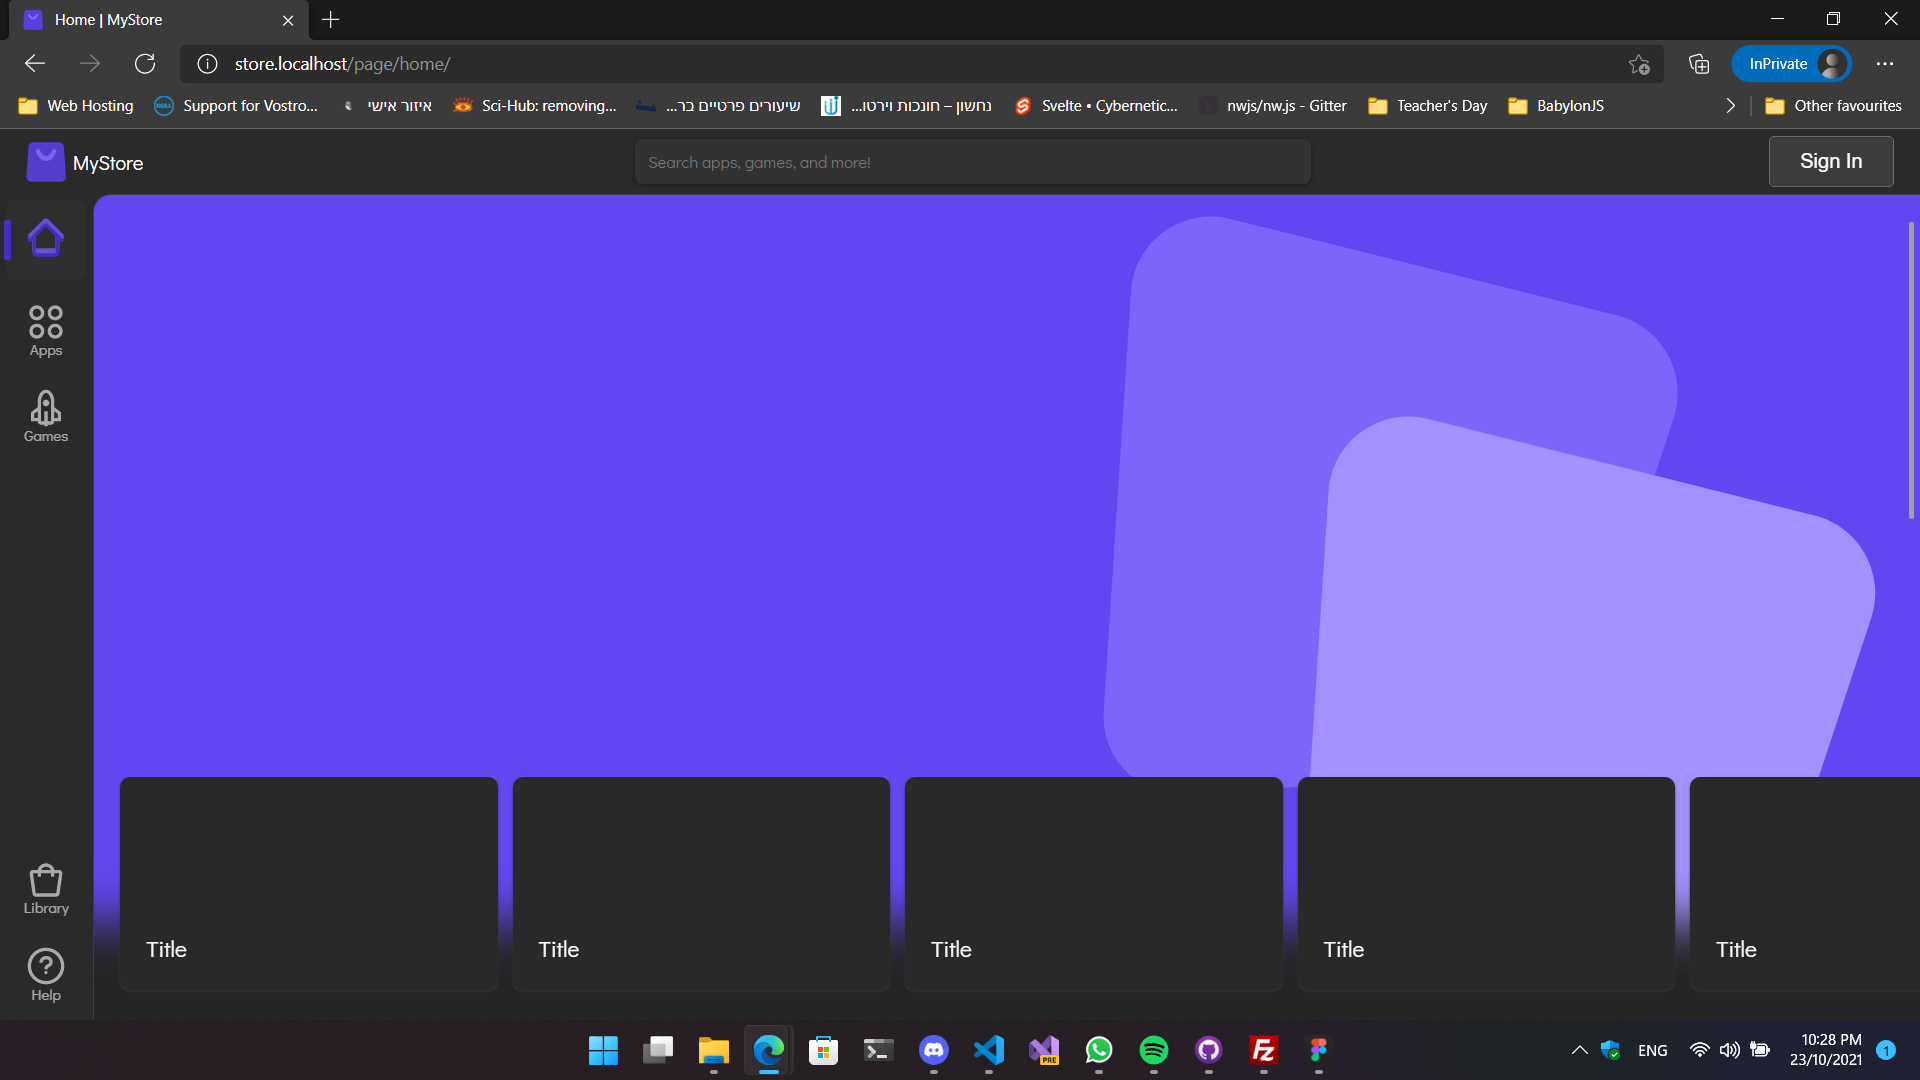 Home | MyStore
store.localhost/page/home/
InPrivate
Web Hosting
Support for Vostro...
איזור אישי
Sci-Hub: removing...
שיעורים פרטיים בר...
נחשון – חונכות וירטו...
Svelte • Cybernetic...
nwjs/nw.js - Gitter
Teacher's Day
BabylonJS
Other favourites
MyStore
Search apps, games, and more!
Sign In
Apps
Games
Library
Help
Title
Title
Title
Title
Title
PRE
ENG
10:28 PM
23/10/2021
1